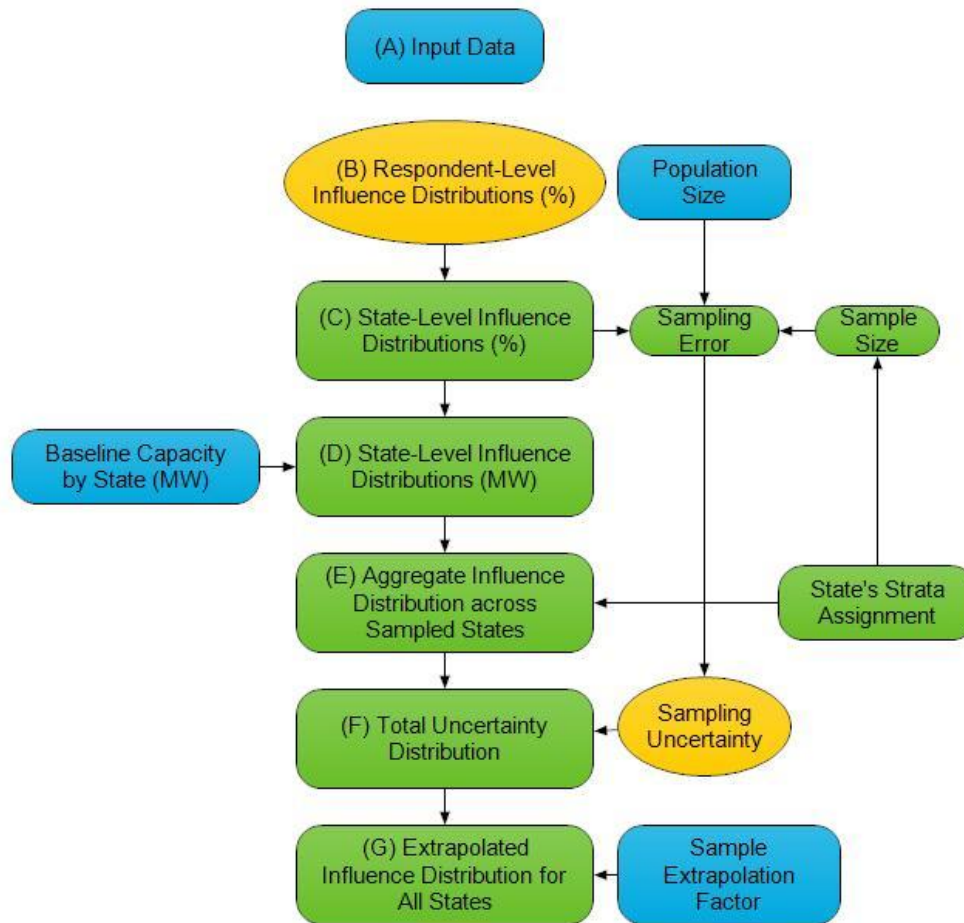 (A) Input Data
(B) Respondent-Level
Influence Distributions (%)
Population
Size
(C) State-Level Influence
Distributions (%)
Sampling
Error
Sample
Size
Baseline Capacity
by State (MW)
(D) State-Level Influence
Distributions (MW)
(E) Aggregate Influence
Distribution across
Sampled States
State's Strata
Assignment
(F) Total Uncertainty
Distribution
Sampling
Uncertainty
(G) Extrapolated
Influence Distribution for
All States
Sample
Extrapolation
Factor